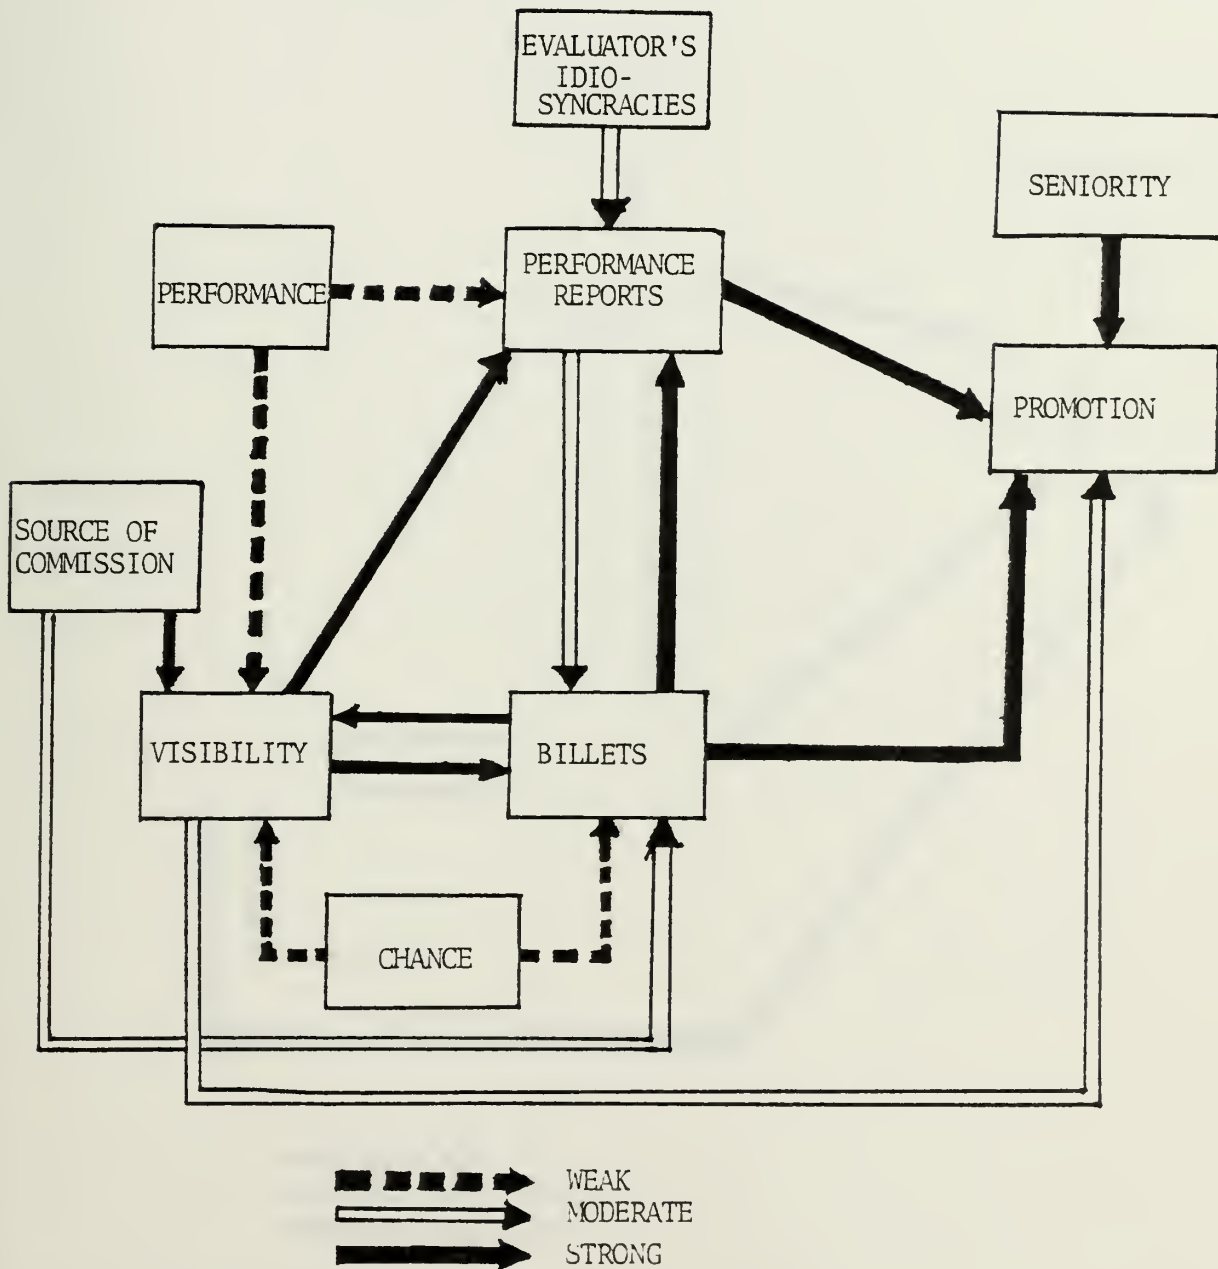 EVALUATOR'S
IDIO-
SYNCRACIES
SENIORITY
PERFORMANCE
PERFORMANCE
REPORTS
PROMOTION
SOURCE OF
COMMISSION
VISIBILITY
BILLETS
CHANCE
WEAK
MODERATE
STRONG